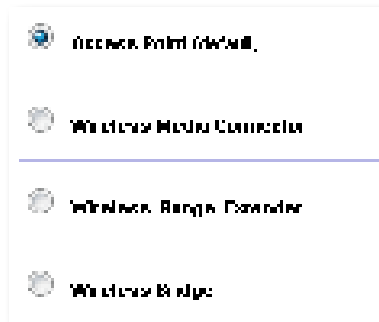 Access Point (default)
Wireless Media Connector
Wireless Range Extender
Wireless Bridge